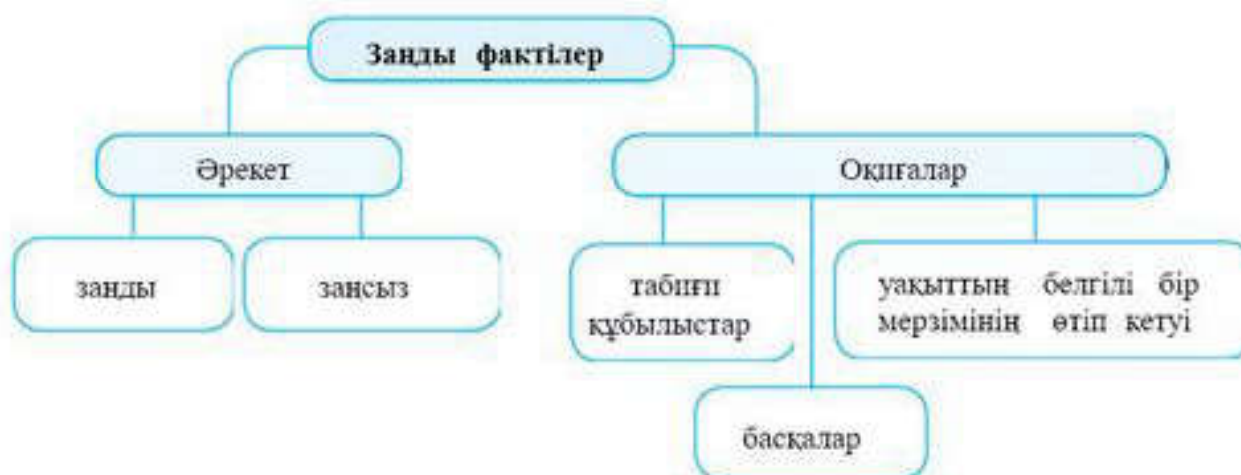 Заңды фактілер
Әрекет
Оқиғалар
заңды
заңсыз
табиғи
құбылыстар
уақыттың белгілі бір
мерзімінің өтіп кетуі
басқалар